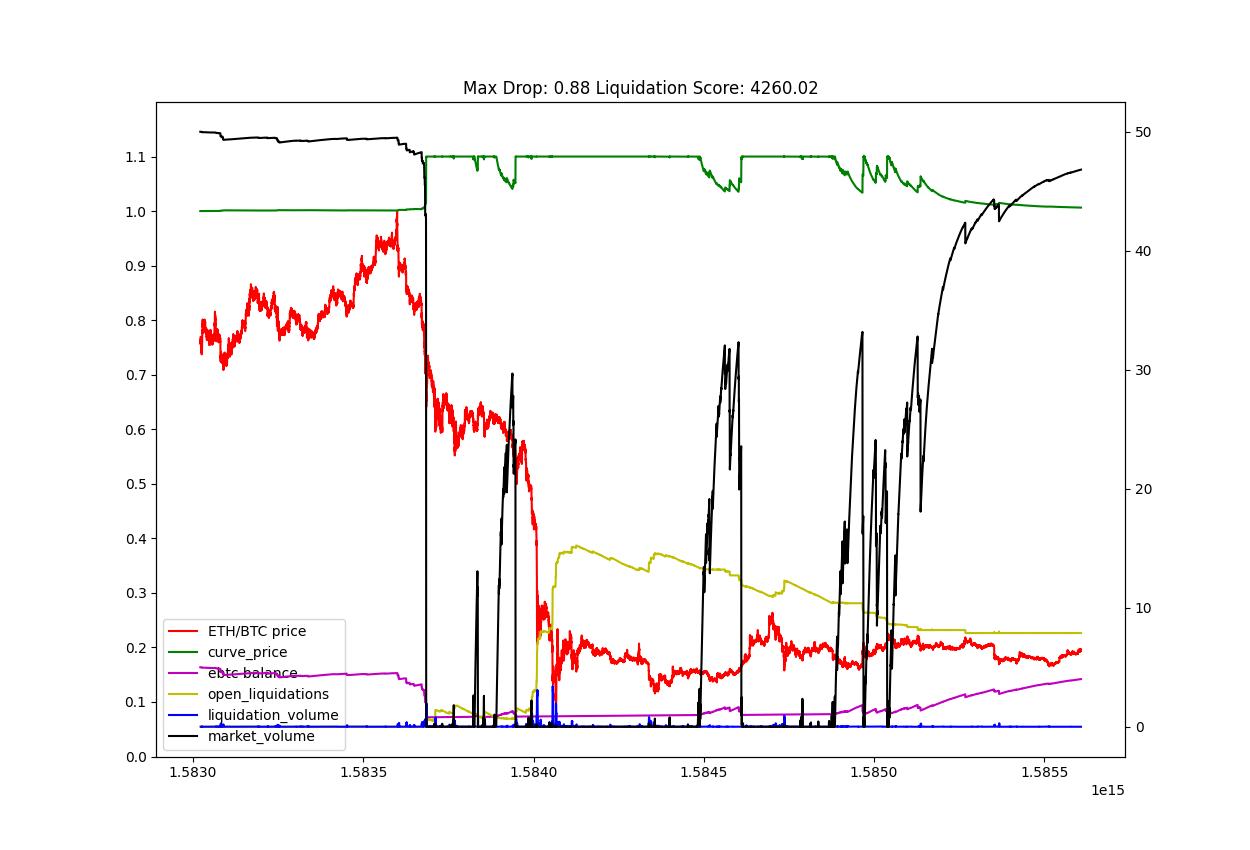 Max Drop: 0.88 Liquidation Score: 4260.02
1.1
1.0
0.9
0.8
0.7
0.6
0.5
0.4
0.3
0.2
0.1
0.0
50
40
30
20
10
0
ETH/BTC price
curve_price
ebtc balance
open_liquidations
liquidation_volume
market_volume
1.5830 1.5835 1.5840 1.5845 1.5850 1.5855
1e15